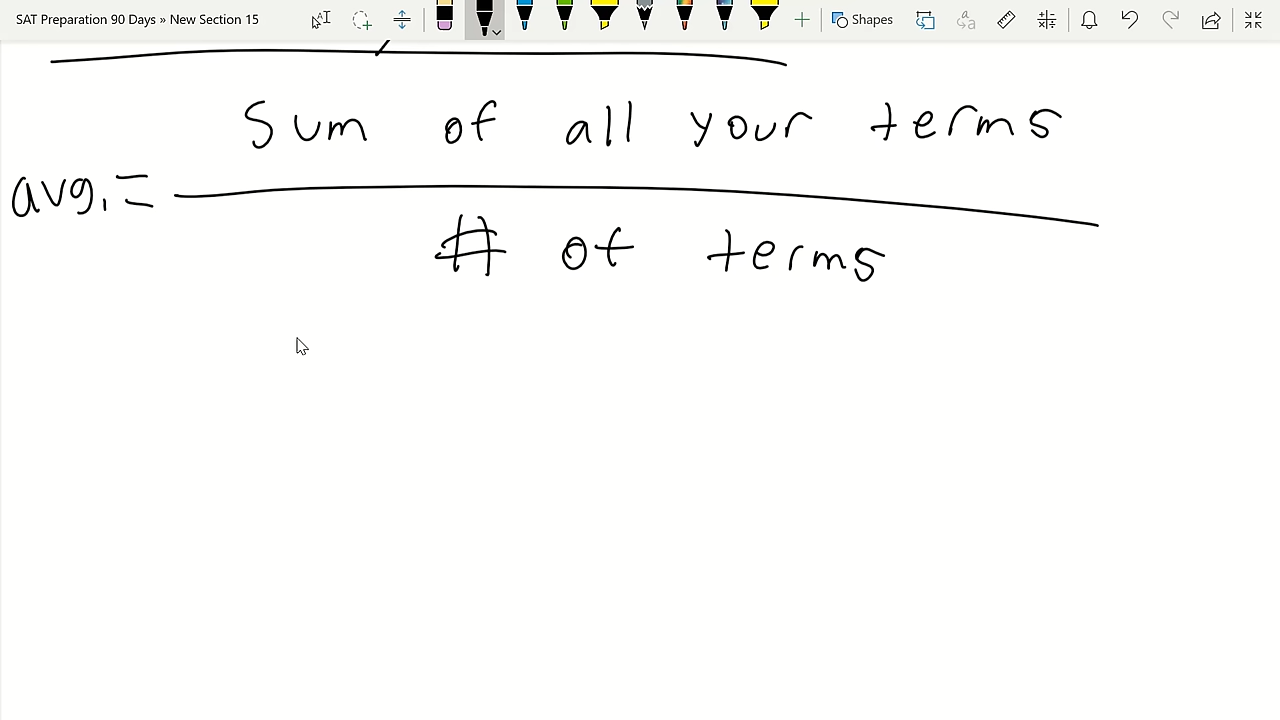 SAT Preparation 90 Days » New Section 15
Shapes
Sum of all your terms
avg. =
# of terms